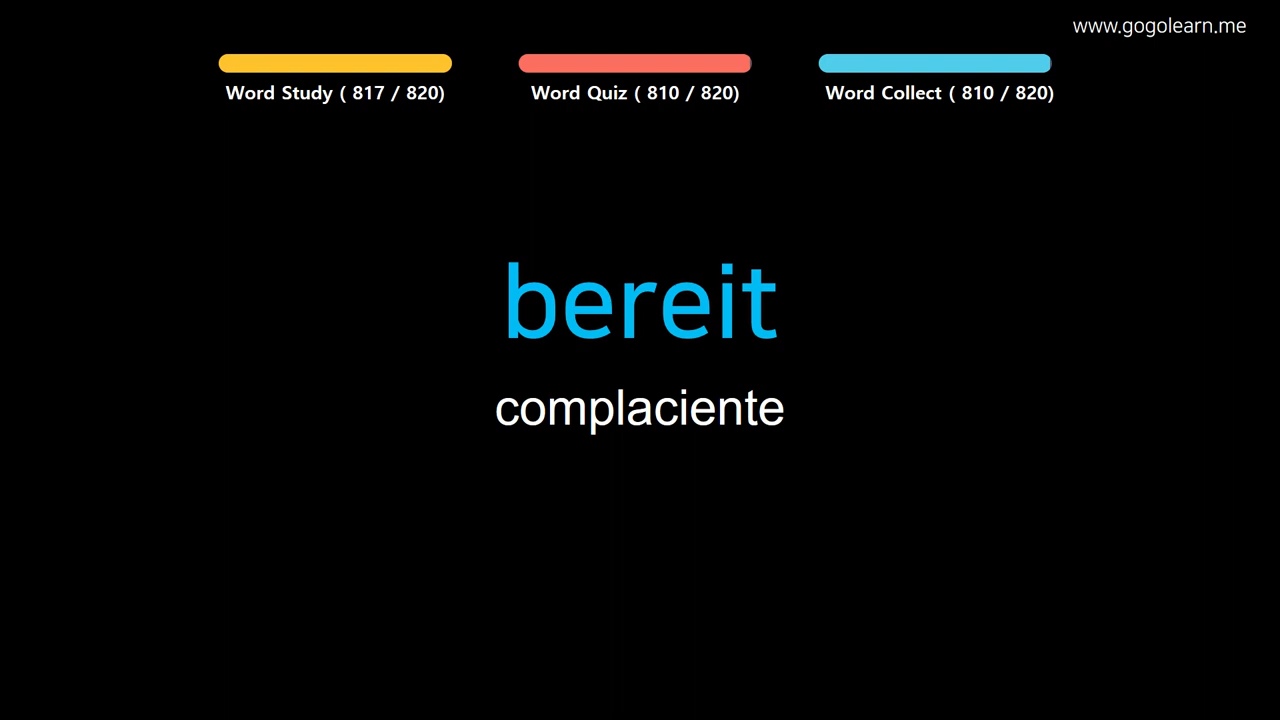 www.gogolearn.me
Word Study ( 817 / 820)
Word Quiz ( 810 / 820)
Word Collect ( 810 / 820)
bereit
complaciente